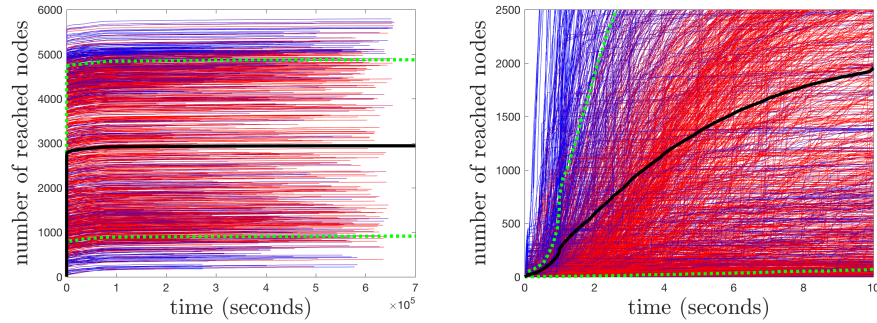 6000
5000
4000
3000
2000
1000
0
number of reached nodes
0 1 2 3 4 5 6 7
time (seconds)
×10⁵
2500
2000
1500
1000
500
0
number of reached nodes
0 2 4 6 8 10
time (seconds)